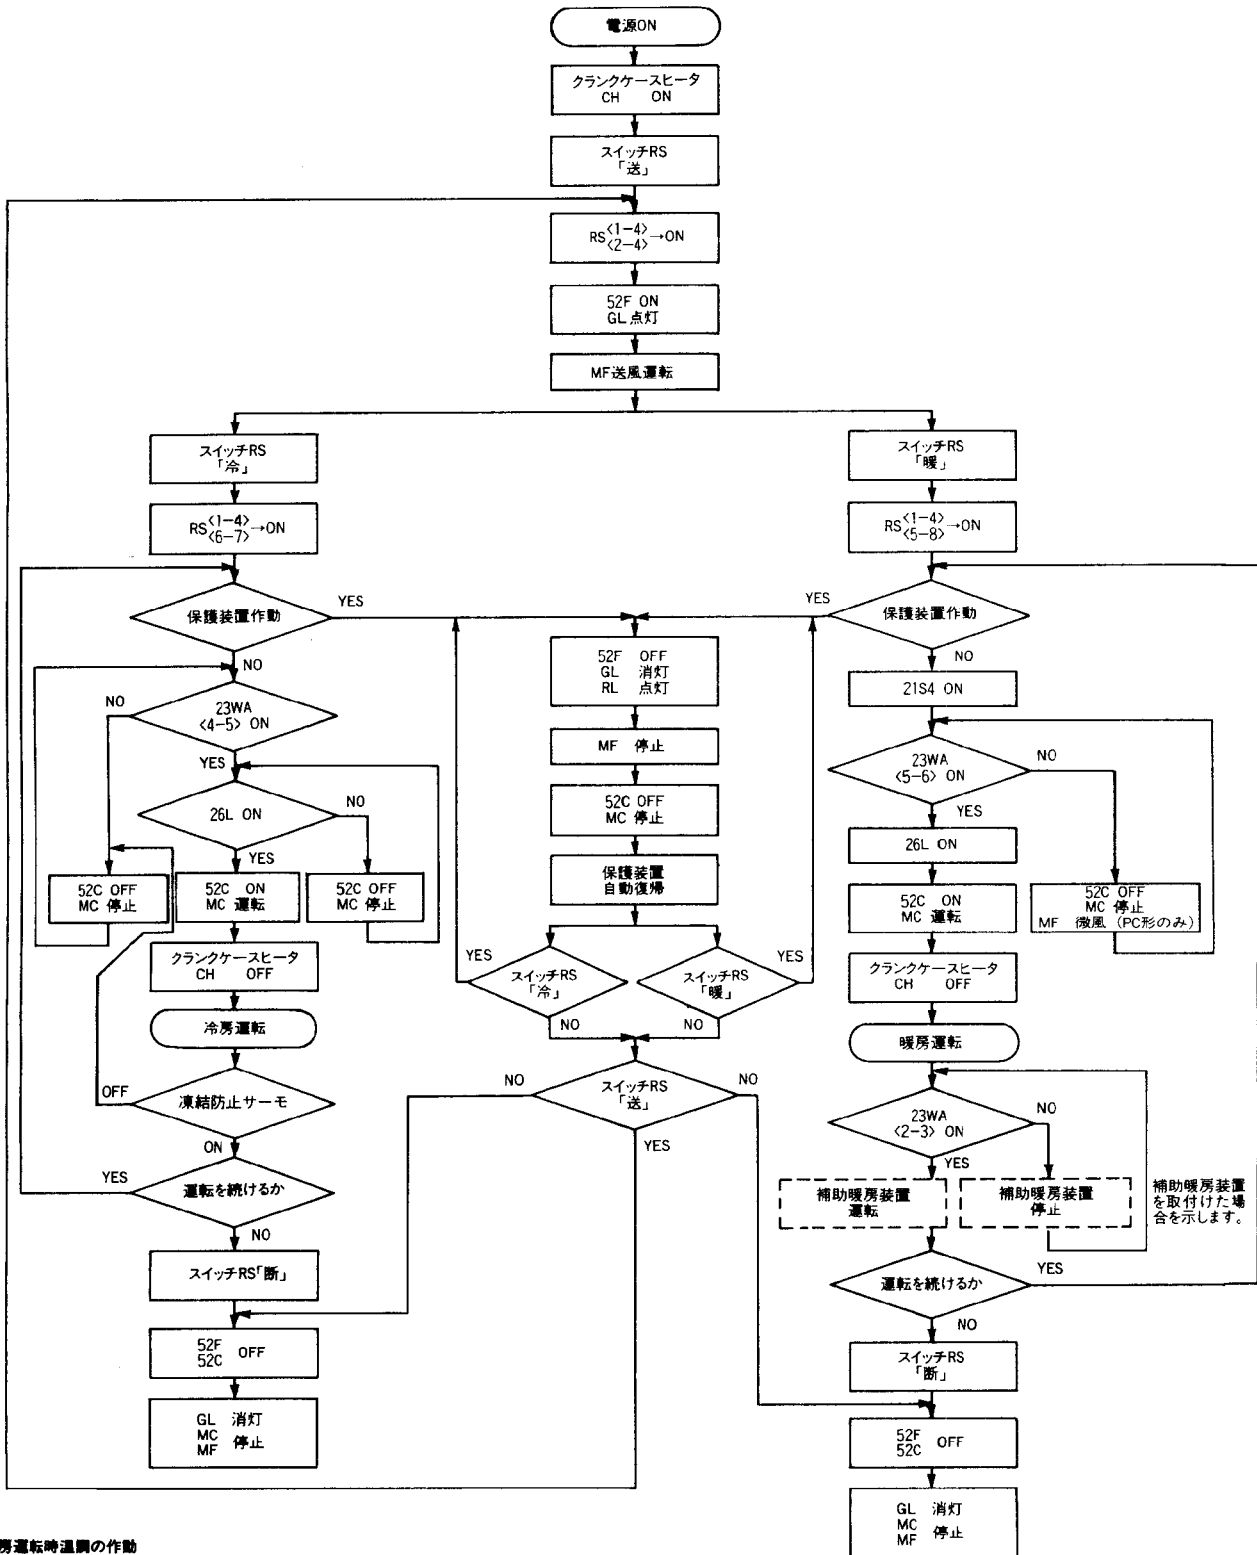 電源ON
クランクケースヒータ
CH ON
スイッチRS
「送」
RS<1-4>→ON
<2-4>
52F ON
GL点灯
MF送風運転
スイッチRS
「冷」
RS<1-4>→ON
<6-7>
保護装置作動
YES
NO
23WA
<4-5> ON
NO
YES
26L ON
NO
YES
52C OFF
MC 停止
52C ON
MC 運転
52C OFF
MC 停止
クランクケースヒータ
CH OFF
冷房運転
凍結防止サーモ
OFF
ON
運転を続けるか
YES
NO
スイッチRS「断」
52F
52C OFF
GL 消灯
MC
MF 停止
52F OFF
GL 消灯
RL 点灯
MF 停止
52C OFF
MC 停止
保護装置
自動復帰
スイッチRS
「冷」
YES
NO
スイッチRS
「暖」
YES
NO
スイッチRS
「送」
NO
NO
YES
スイッチRS
「暖」
RS<1-4>→ON
<5-8>
保護装置作動
YES
NO
21S4 ON
23WA
<5-6> ON
NO
YES
26L ON
52C ON
MC 運転
52C OFF
MC 停止
MF 微風 (PC形のみ)
クランクケースヒータ
CH OFF
暖房運転
23WA
<2-3> ON
NO
YES
補助暖房装置
運転
補助暖房装置
停止
補助暖房装置
を取付けた場
合を示します。
運転を続けるか
YES
NO
スイッチRS
「断」
52F
52C OFF
GL 消灯
MC
MF 停止
房運転時温調の作動